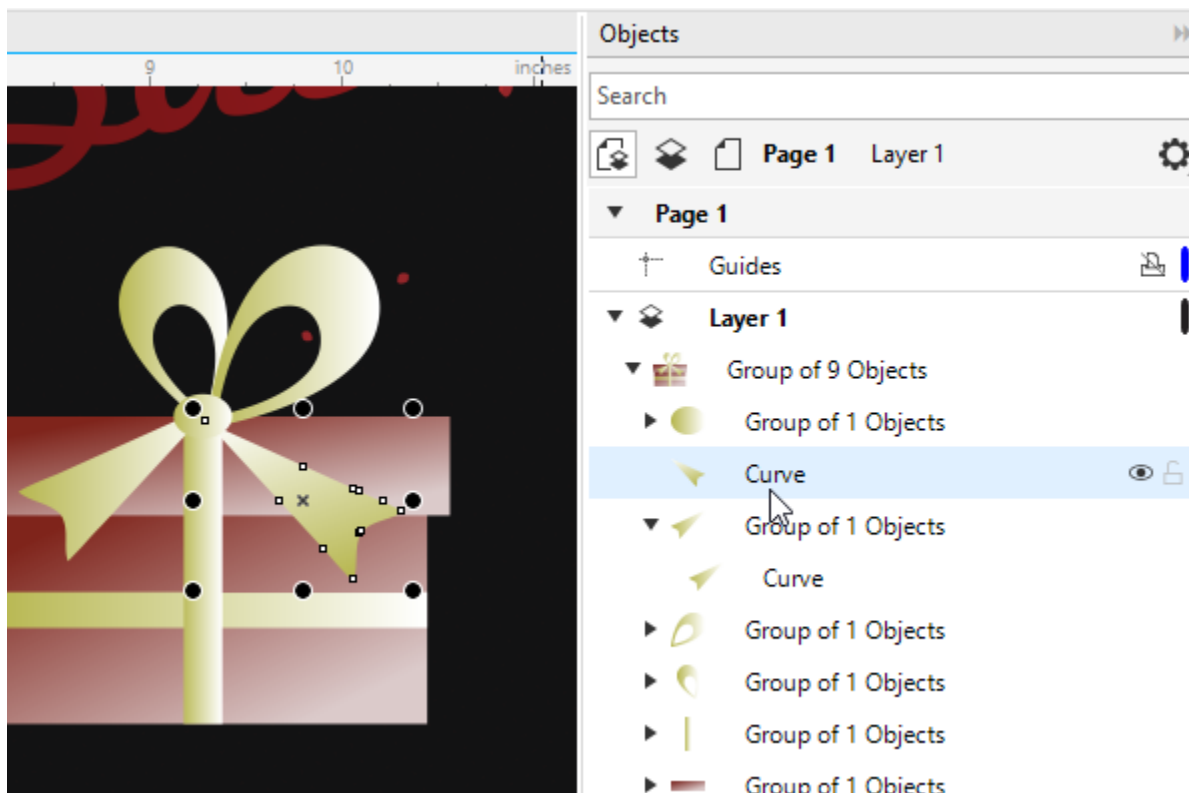 Objects
9 10 inches
Search
Page 1 Layer 1
Page 1
Guides
Layer 1
Group of 9 Objects
Group of 1 Objects
Curve
Group of 1 Objects
Curve
Group of 1 Objects
Group of 1 Objects
Group of 1 Objects
Group of 1 Objects